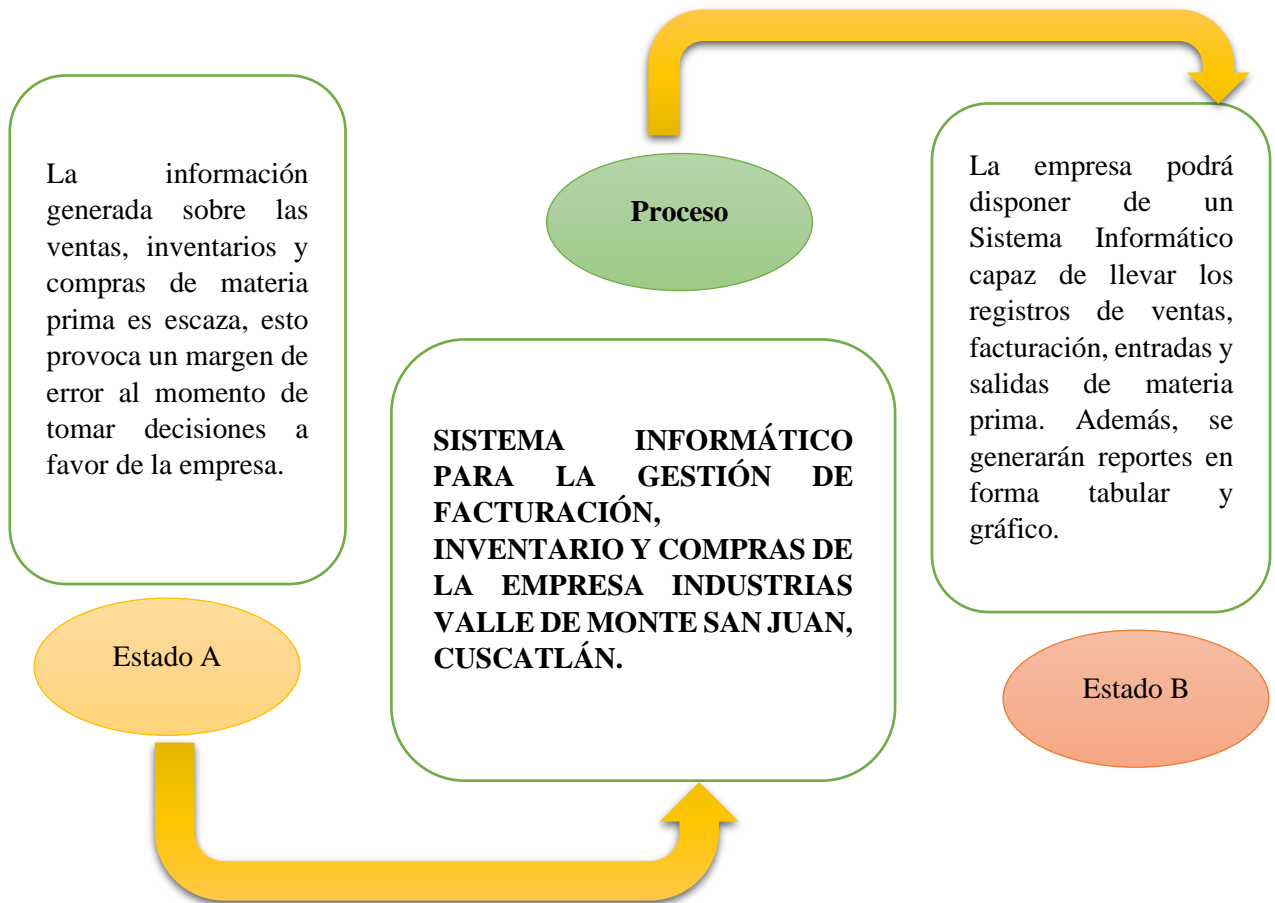 La información
generada sobre las
ventas, inventarios y
compras de materia
prima es escaza, esto
provoca un margen de
error al momento de
tomar decisiones a
favor de la empresa.
Estado A
Proceso
SISTEMA INFORMÁTICO
PARA LA GESTIÓN DE
FACTURACIÓN,
INVENTARIO Y COMPRAS DE
LA EMPRESA INDUSTRIAS
VALLE DE MONTE SAN JUAN,
CUSCATLÁN.
La empresa podrá
disponer de un
Sistema Informático
capaz de llevar los
registros de ventas,
facturación, entradas y
salidas de materia
prima. Además, se
generarán reportes en
forma tabular y
gráfico.
Estado B